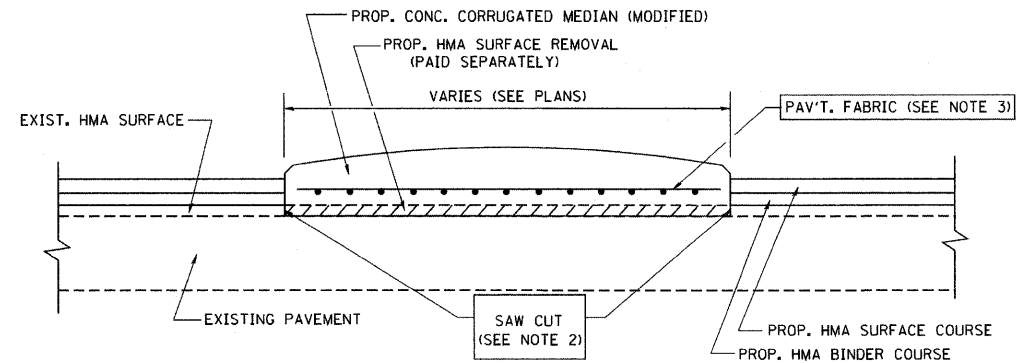 PROP. CONC. CORRUGATED MEDIAN (MODIFIED)
PROP. HMA SURFACE REMOVAL
(PAID SEPARATELY)
VARIES (SEE PLANS)
PAV'T. FABRIC (SEE NOTE 3)
EXIST. HMA SURFACE
EXISTING PAVEMENT
SAW CUT
(SEE NOTE 2)
PROP. HMA SURFACE COURSE
PROP. HMA BINDER COURSE